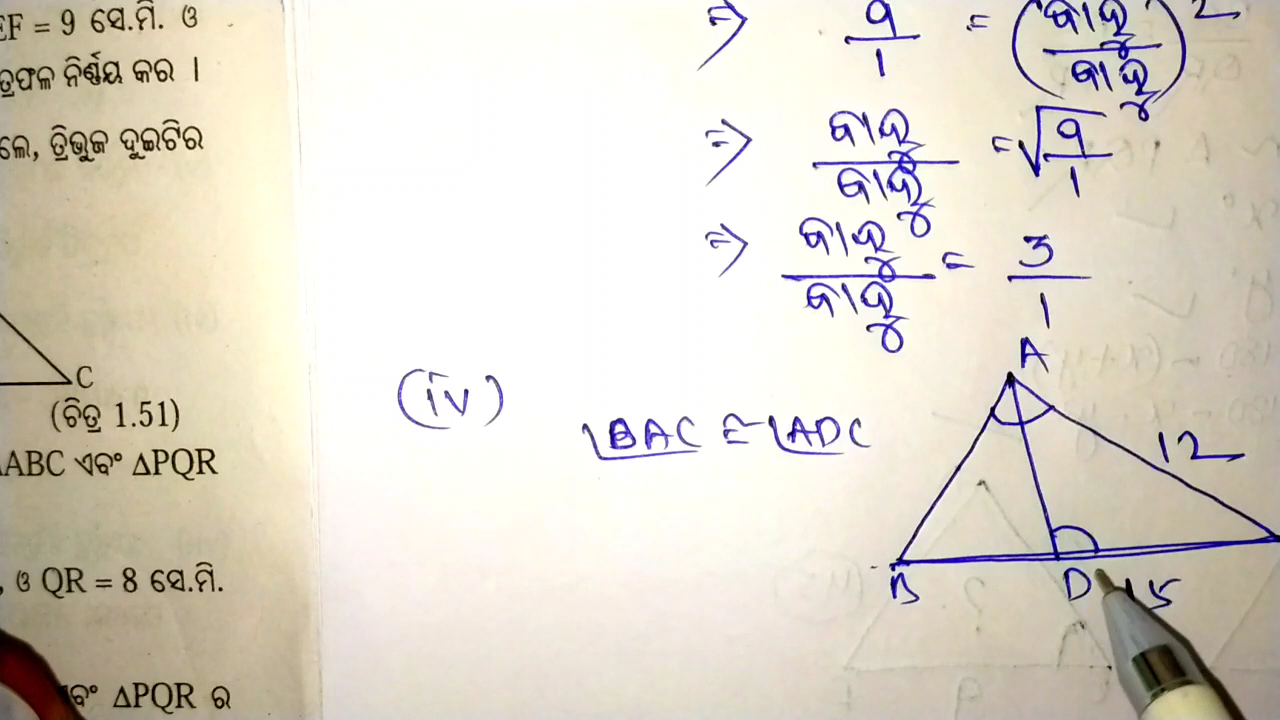 EF = 9 ସେ.ମି. ଓ
ତ୍ରଫଳ ନିର୍ଣ୍ଣୟ କର ।
ଲେ, ତ୍ରିଭୁଜ ଦୁଇଟିର
C
(ଚିତ୍ର 1.51)
ABC ଏବଂ ΔPQR
, ଓ QR = 8 ସେ.ମି.
ବଂ ΔPQR ର
⇒ 9/1 = (ବାହୁ/ବାହୁ)²
⇒ ବାହୁ/ବାହୁ = √9/1
⇒ ବାହୁ/ବାହୁ = 3/1
(iv)
∠BAC ≅ ∠ADC
A
12
B D 15